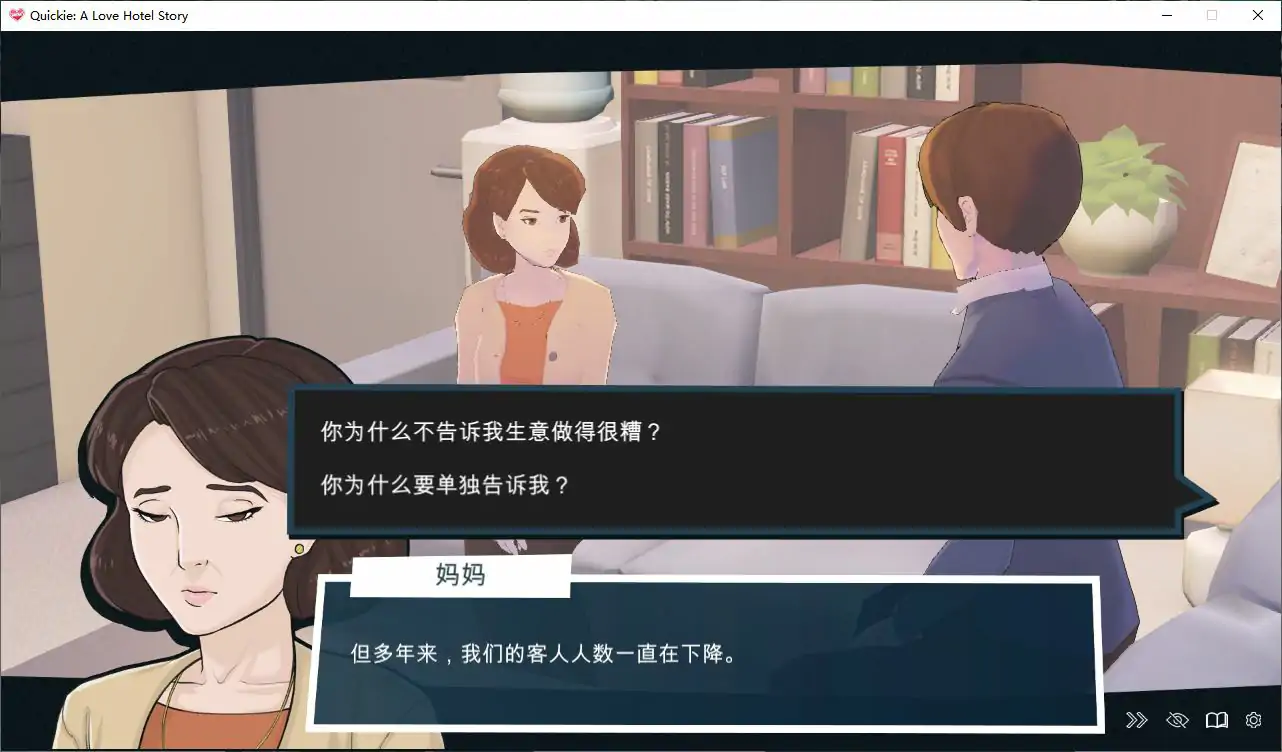 Quickie: A Love Hotel Story
你为什么不告诉我生意做得很糟？
你为什么要单独告诉我？
妈妈
但多年来，我们的客人人数一直在下降。